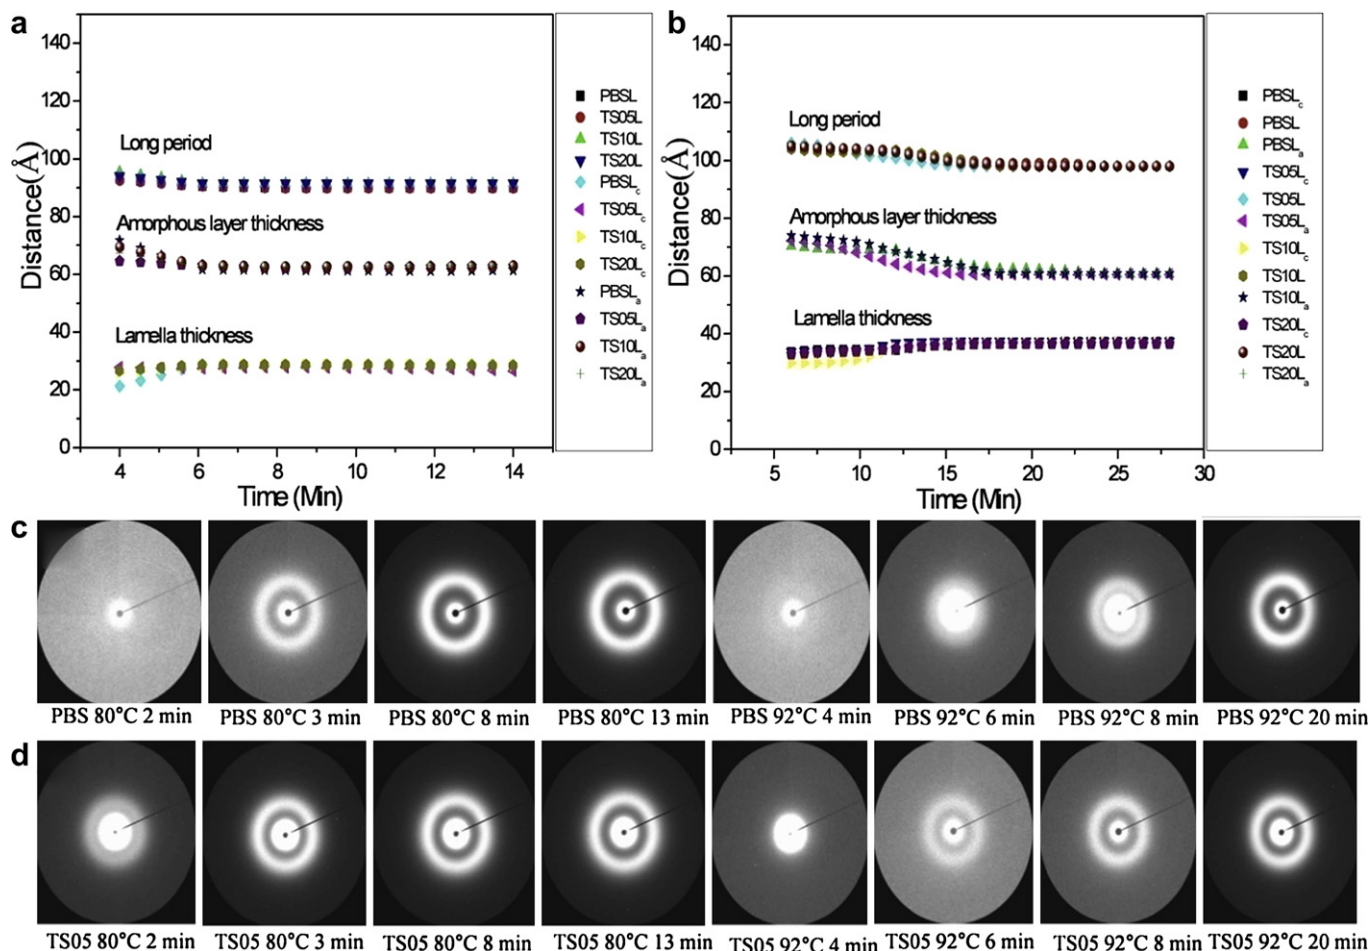 a
140
120
100
80
60
40
20
0
Distance(Å)
Long period
Amorphous layer thickness
Lamella thickness
4
6
8
10
12
14
Time (Min)
PBSL
TS05L
TS10L
TS20L
PBSLc
TS05Lc
TS10Lc
TS20Lc
PBSLa
TS05La
TS10La
TS20La
b
140
120
100
80
60
40
20
0
Distance(Å)
Long period
Amorphous layer thickness
Lamella thickness
5
10
15
20
25
30
Time (Min)
PBSLc
PBSL
PBSLa
TS05Lc
TS05L
TS05La
TS10Lc
TS10L
TS10La
TS20Lc
TS20L
TS20La
c
PBS 80°C 2 min
PBS 80°C 3 min
PBS 80°C 8 min
PBS 80°C 13 min
PBS 92°C 4 min
PBS 92°C 6 min
PBS 92°C 8 min
PBS 92°C 20 min
d
TS05 80°C 2 min
TS05 80°C 3 min
TS05 80°C 8 min
TS05 80°C 13 min
TS05 92°C 4 min
TS05 92°C 6 min
TS05 92°C 8 min
TS05 92°C 20 min